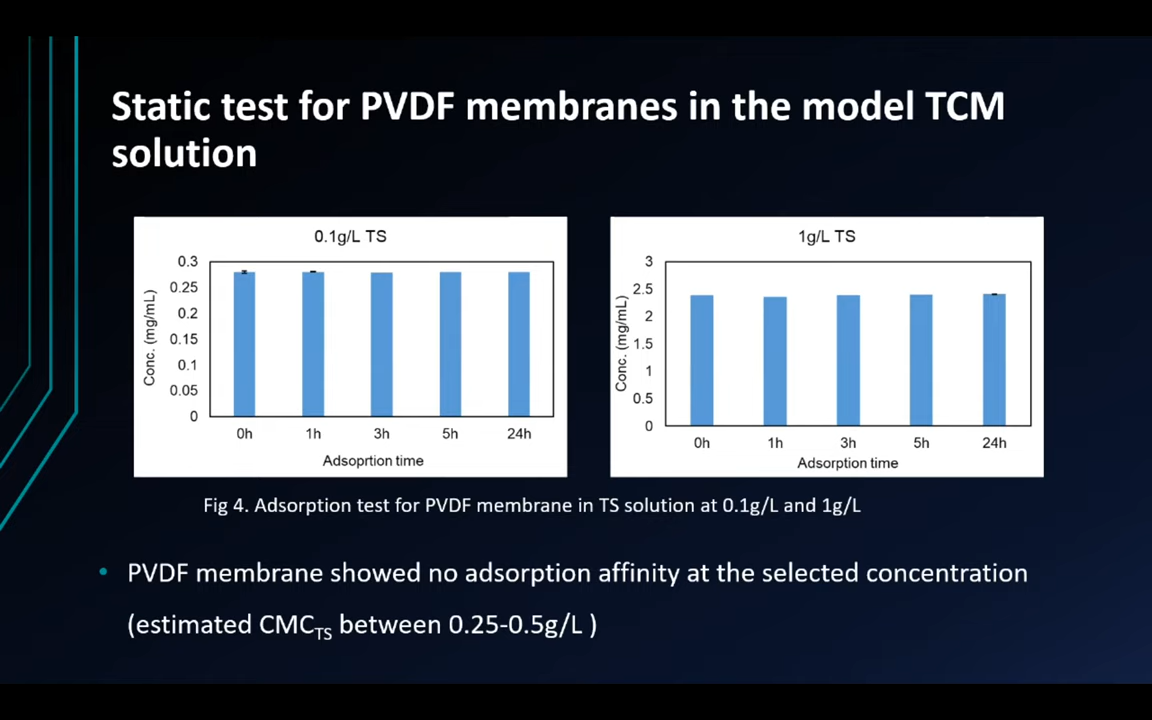 Static test for PVDF membranes in the model TCM
solution
0.1g/L TS
0.3
0.25
0.2
0.15
0.1
0.05
0
Conc. (mg/mL)
0h 1h 3h 5h 24h
Adsoprtion time
1g/L TS
3
2.5
2
1.5
1
0.5
0
Conc. (mg/mL)
0h 1h 3h 5h 24h
Adsorption time
Fig 4. Adsorption test for PVDF membrane in TS solution at 0.1g/L and 1g/L
• PVDF membrane showed no adsorption affinity at the selected concentration
(estimated CMCTS between 0.25-0.5g/L )